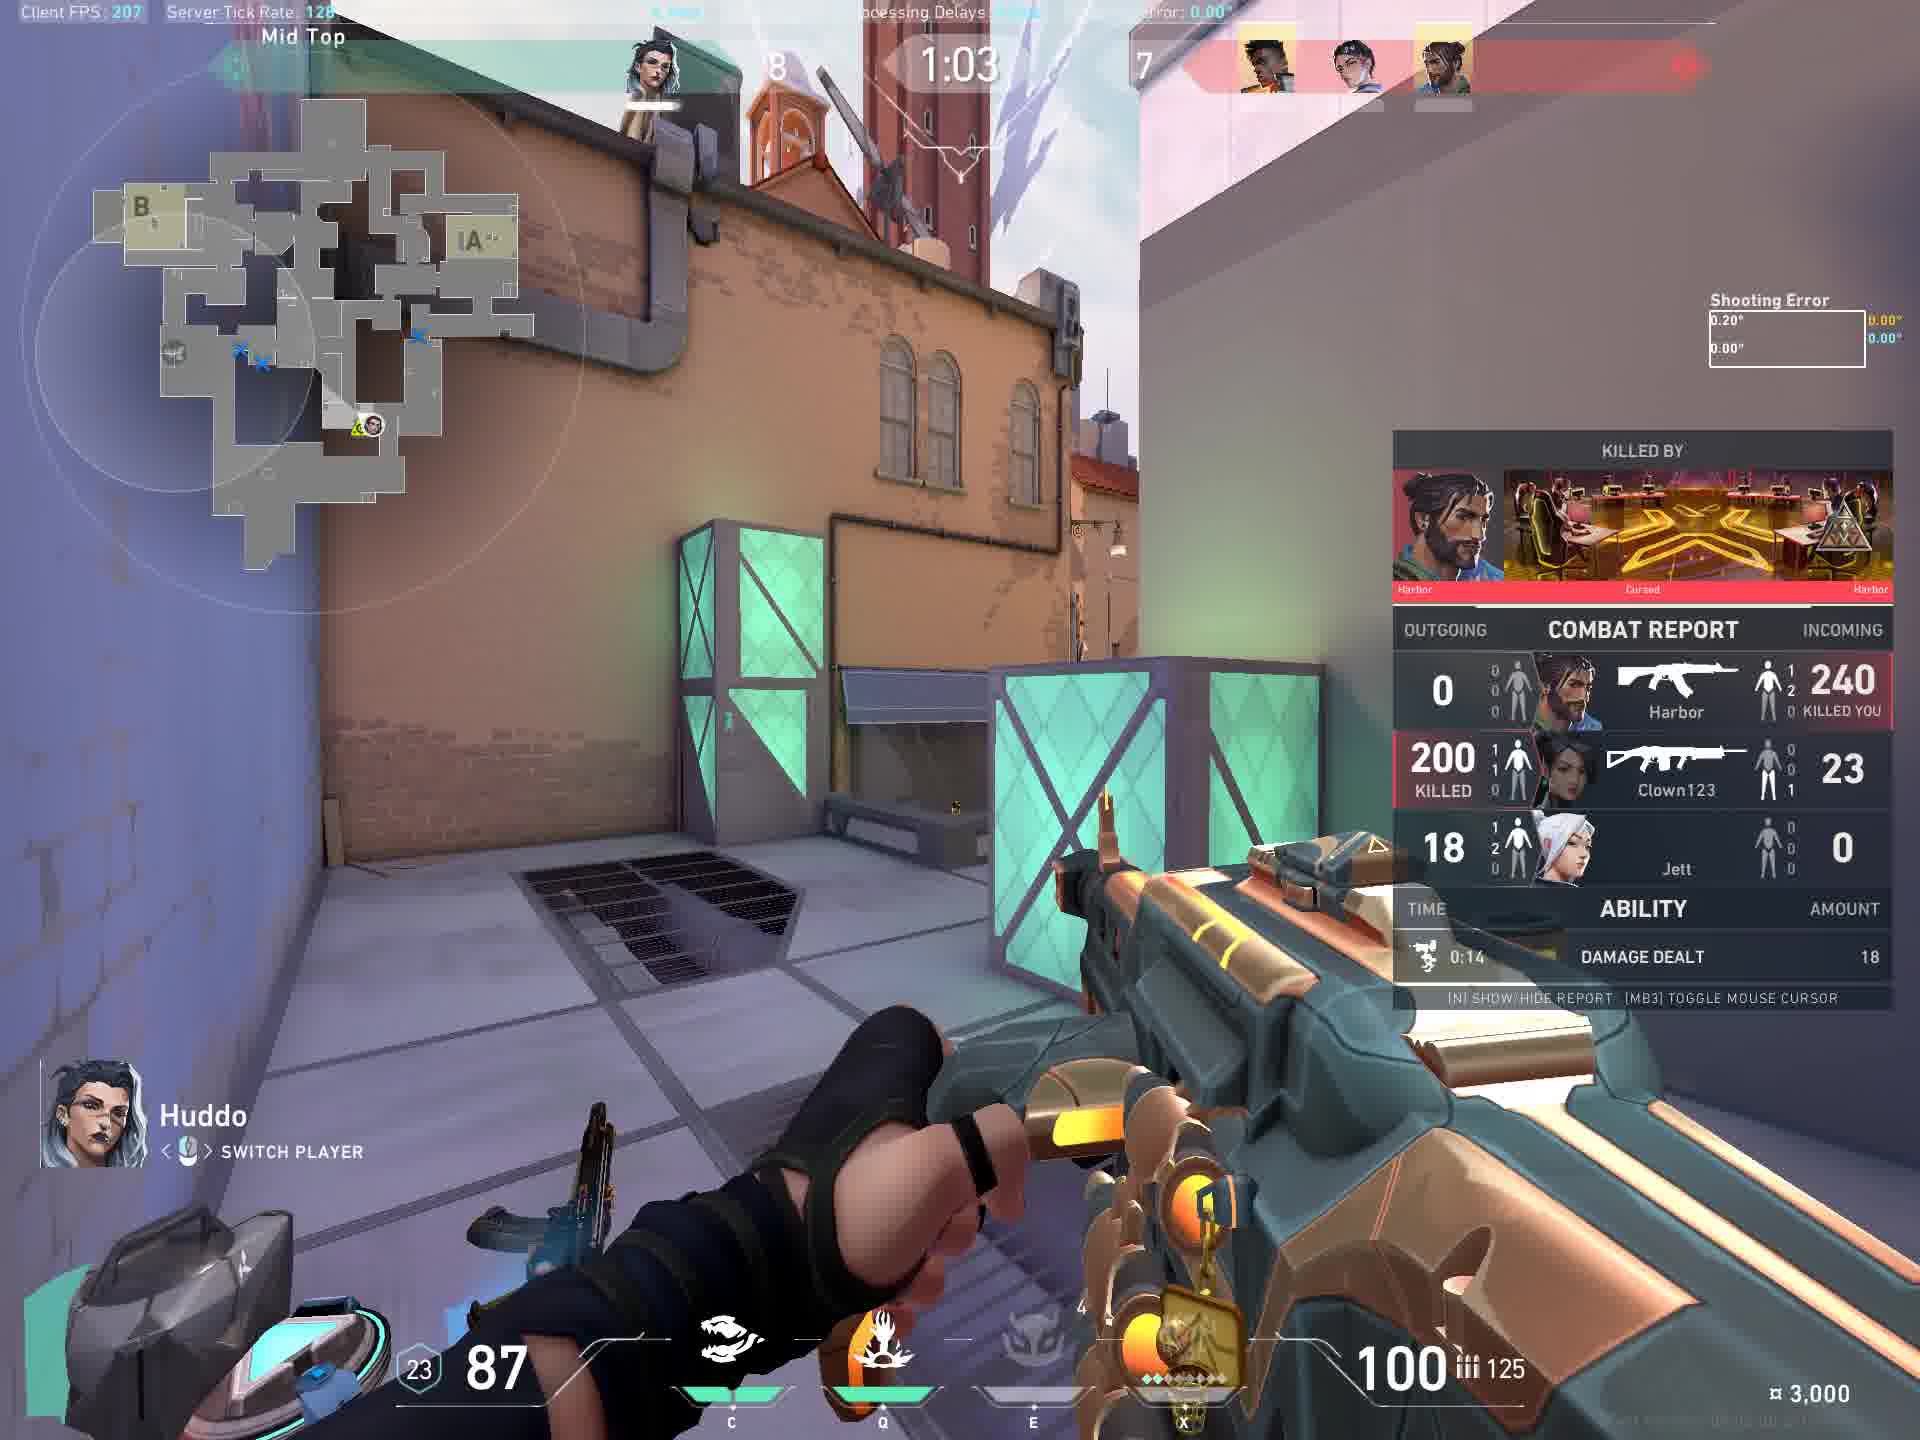 Client FPS: 207
Server Tick Rate: 128
ocessing Delays:
error: 0.00°
Mid Top
8
1:03
7
B
A
Shooting Error
0.20°
0.00°
0.00°
0.00°
KILLED BY
Harbor
Cursed
Harbor
OUTGOING
COMBAT REPORT
INCOMING
0
0
0
0
Harbor
1
2
0
240
KILLED YOU
200
KILLED
1
1
0
Clown123
0
0
1
23
18
1
2
0
Jett
0
0
0
0
TIME
ABILITY
AMOUNT
0:14
DAMAGE DEALT
18
[N] SHOW/HIDE REPORT [MB3] TOGGLE MOUSE CURSOR
Huddo
< > SWITCH PLAYER
23
87
C
Q
E
X
4
100
125
¤ 3,000